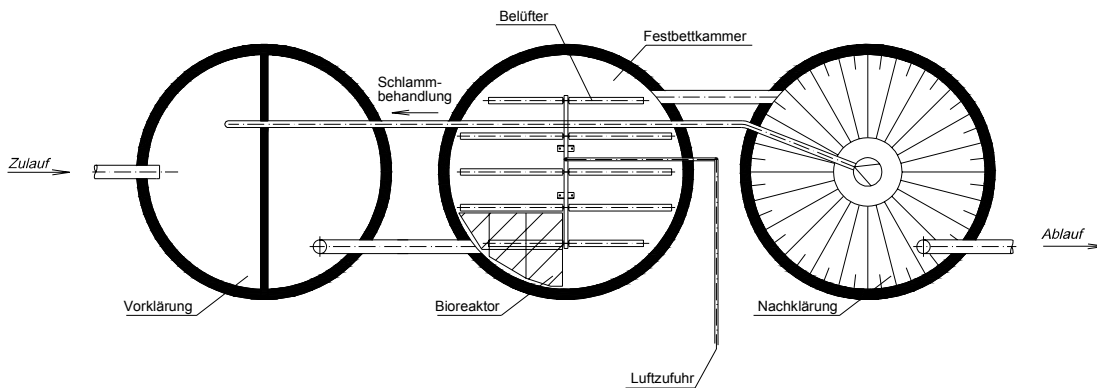 Belüfter
Festbettkammer
Schlamm-
behandlung
Zulauf
Ablauf
Vorklärung
Bioreaktor
Nachklärung
Luftzufuhr